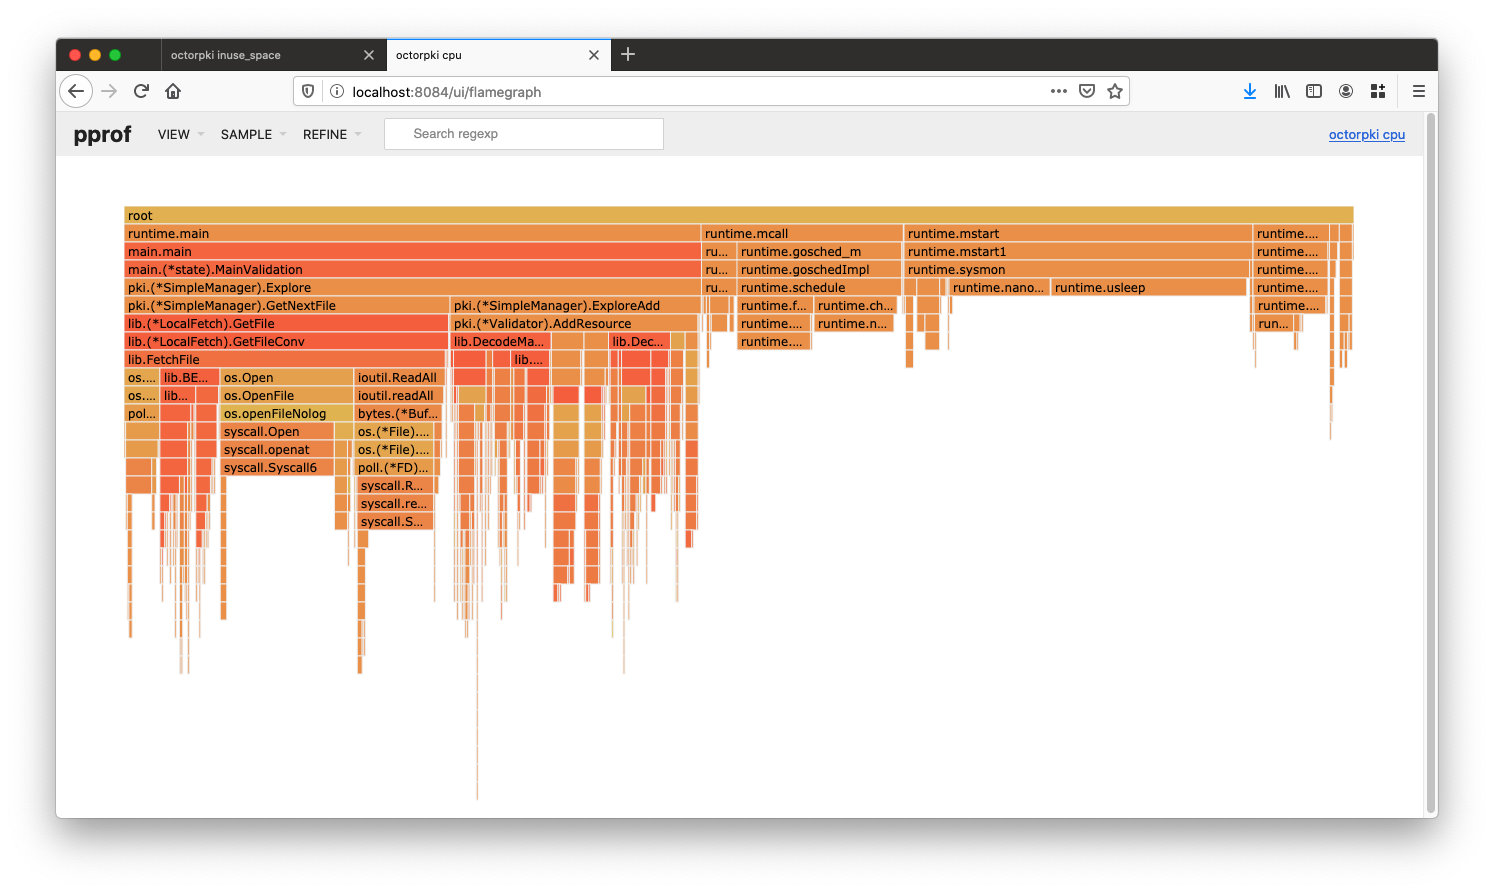 octorpki inuse_space
octorpki cpu
localhost:8084/ui/flamegraph
pprof VIEW SAMPLE REFINE Search regexp octorpki cpu
root
runtime.main runtime.mcall runtime.mstart runtime....
main.main ru... runtime.gosched_m runtime.mstart1 runtime....
main.(*state).MainValidation ru... runtime.goschedImpl runtime.sysmon runtime....
pki.(*SimpleManager).Explore ru... runtime.schedule runtime.nano... runtime.usleep runtime....
pki.(*SimpleManager).GetNextFile pki.(*SimpleManager).ExploreAdd runtime.f... runtime.ch... runtime....
lib.(*LocalFetch).GetFile pki.(*Validator).AddResource runtime.... runtime.n... run...
lib.(*LocalFetch).GetFileConv lib.DecodeMa... lib.Dec... runtime....
lib.FetchFile lib....
os.... lib.BE... os.Open ioutil.ReadAll
os.... lib... os.OpenFile ioutil.readAll
pol... os.openFileNolog bytes.(*Buf...
syscall.Open os.(*File)....
syscall.openat os.(*File)....
syscall.Syscall6 poll.(*FD)...
syscall.R...
syscall.re...
syscall.S...